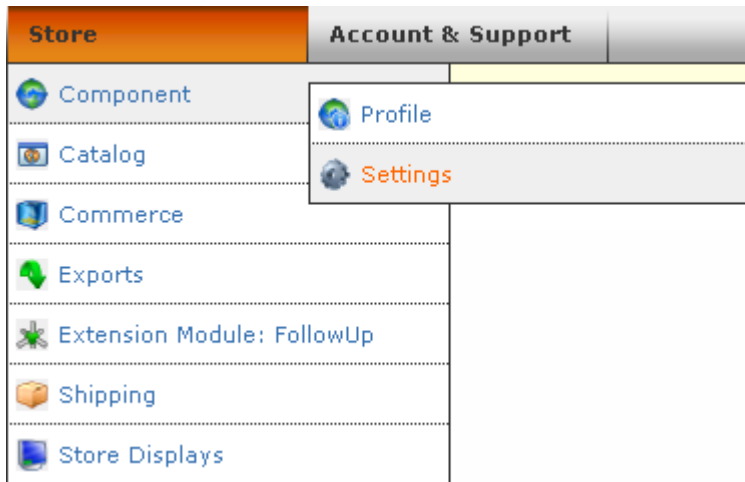 Store
Account & Support
Component
Profile
Catalog
Settings
Commerce
Exports
Extension Module: FollowUp
Shipping
Store Displays